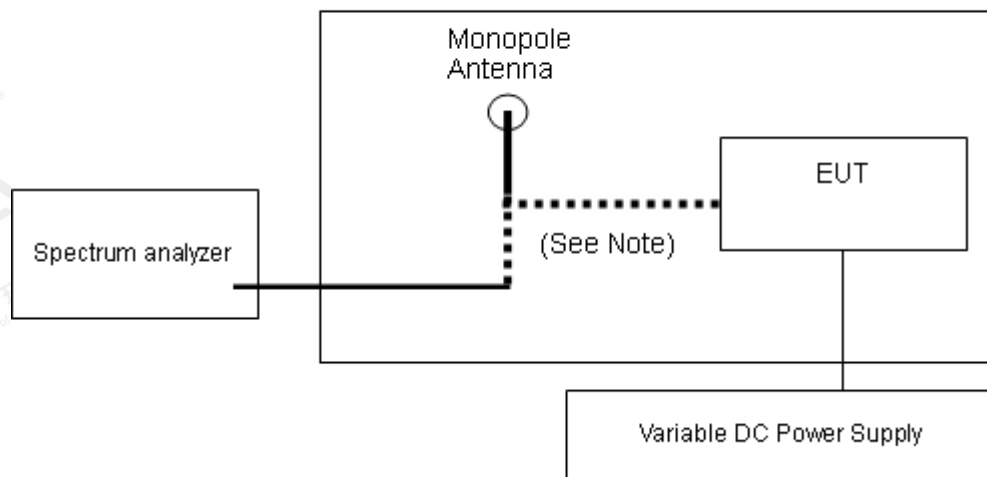 Monopole
Antenna
EUT
Spectrum analyzer
(See Note)
Variable DC Power Supply